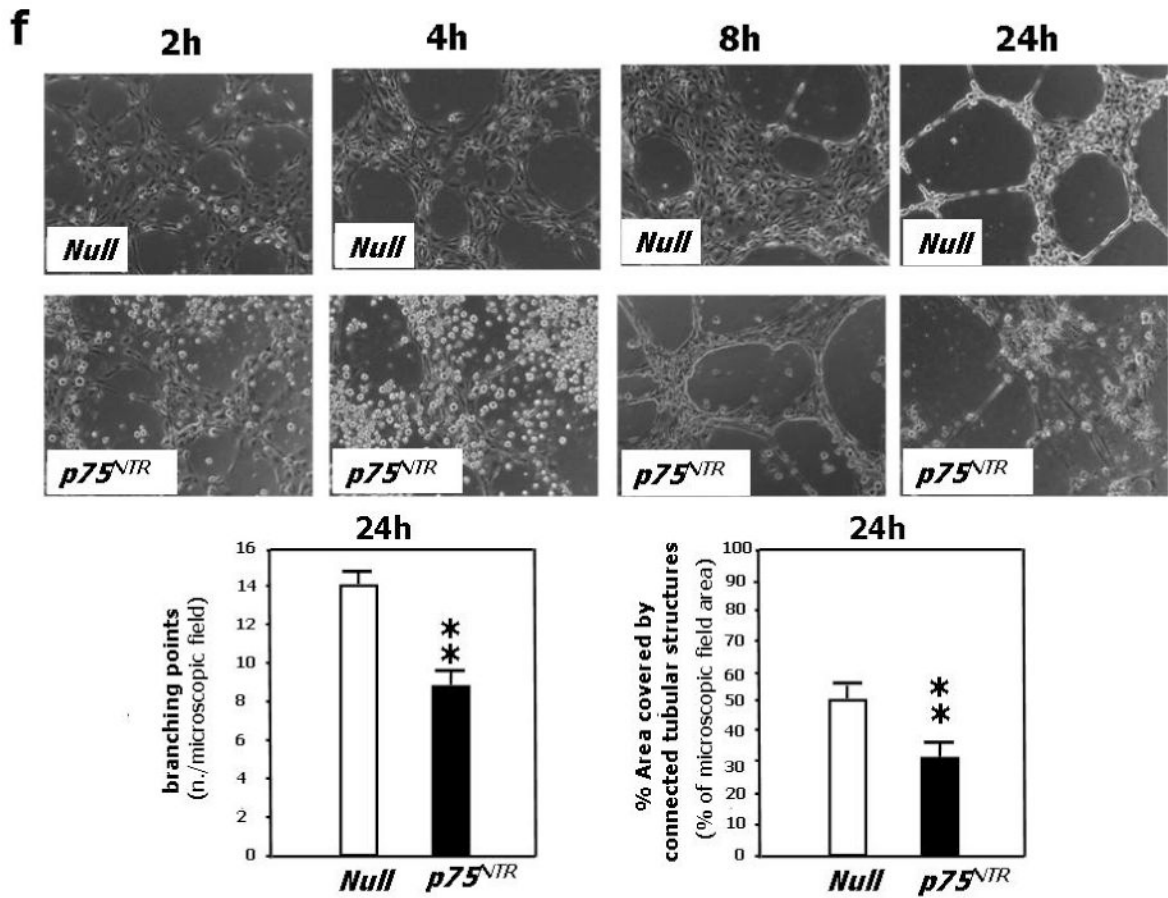 f
2h 4h 8h 24h
Null Null Null Null
p75NTR p75NTR p75NTR p75NTR
24h
branching points
(n./microscopic field)
16
14
12
10
8
6
4
2
0
Null p75NTR
**
24h
% Area covered by
connected tubular structures
(% of microscopic field area)
100
90
80
70
60
50
40
30
20
10
0
Null p75NTR
**